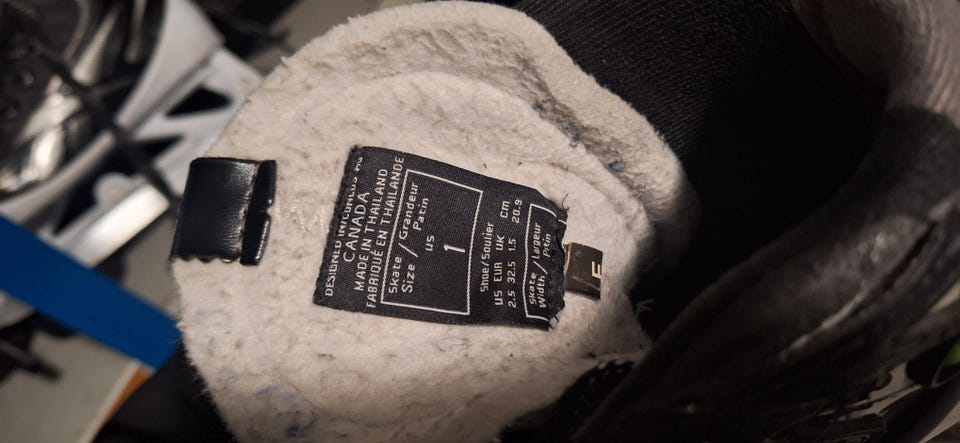 DESIGNED IN
CANADA
MADE IN THAILAND
FABRIQUÉ EN THAÏLANDE
Skate / Grandeur
Size / Patin
US
1
Shoe/Soulier
US EUR UK cm
2.5 32.5 1.5 20.9
Skate / Largeur
Width / Patin
E